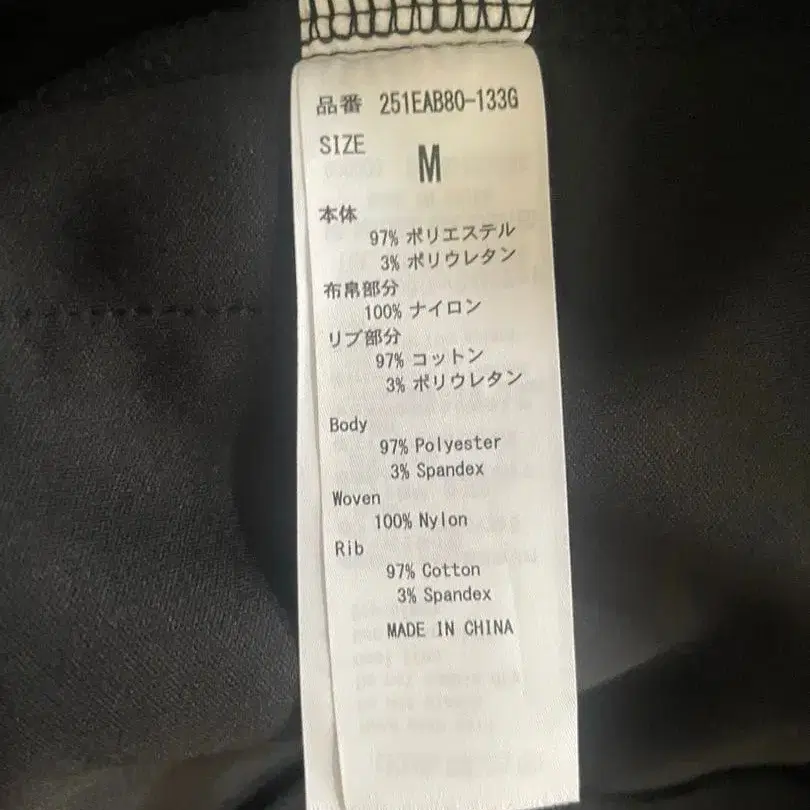 品番 251EAB80-133G
SIZE
M
本体
97% ポリエステル
3% ポリウレタン
布帛部分
100% ナイロン
リブ部分
97% コットン
3% ポリウレタン
Body
97% Polyester
3% Spandex
Woven
100% Nylon
Rib
97% Cotton
3% Spandex
MADE IN CHINA